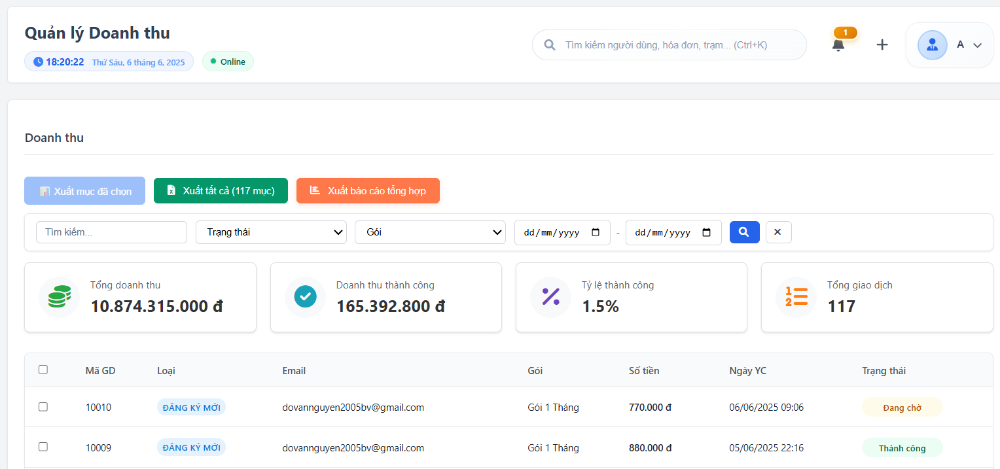 Quản lý Doanh thu
18:20:22 Thứ Sáu, 6 tháng 6, 2025 Online
Tìm kiếm người dùng, hóa đơn, trạm... (Ctrl+K)
1
A
Doanh thu
Xuất mục đã chọn Xuất tất cả (117 mục) Xuất báo cáo tổng hợp
Tìm kiếm... Trạng thái Gói dd/mm/yyyy - dd/mm/yyyy
Tổng doanh thu
10.874.315.000 đ
Doanh thu thành công
165.392.800 đ
Tỷ lệ thành công
1.5%
Tổng giao dịch
117
Mã GD Loại Email Gói Số tiền Ngày YC Trạng thái
10010 ĐĂNG KÝ MỚI dovannguyen2005bv@gmail.com Gói 1 Tháng 770.000 đ 06/06/2025 09:06 Đang chờ
10009 ĐĂNG KÝ MỚI dovannguyen2005bv@gmail.com Gói 1 Tháng 880.000 đ 05/06/2025 22:16 Thành công